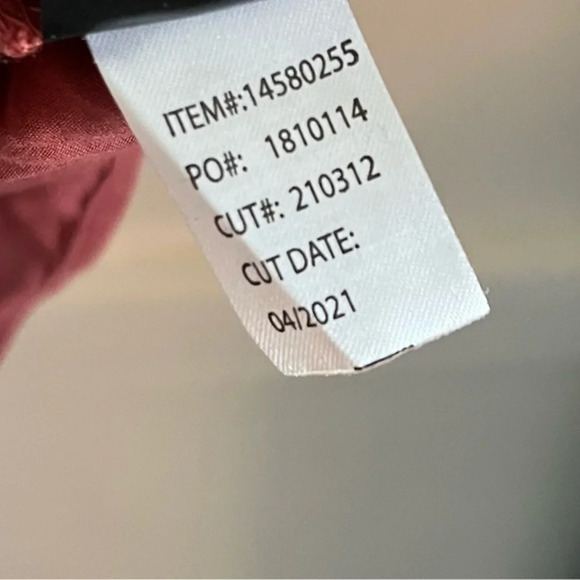 ITEM#:14580255
PO#: 1810114
CUT#: 210312
CUT DATE:
04/2021